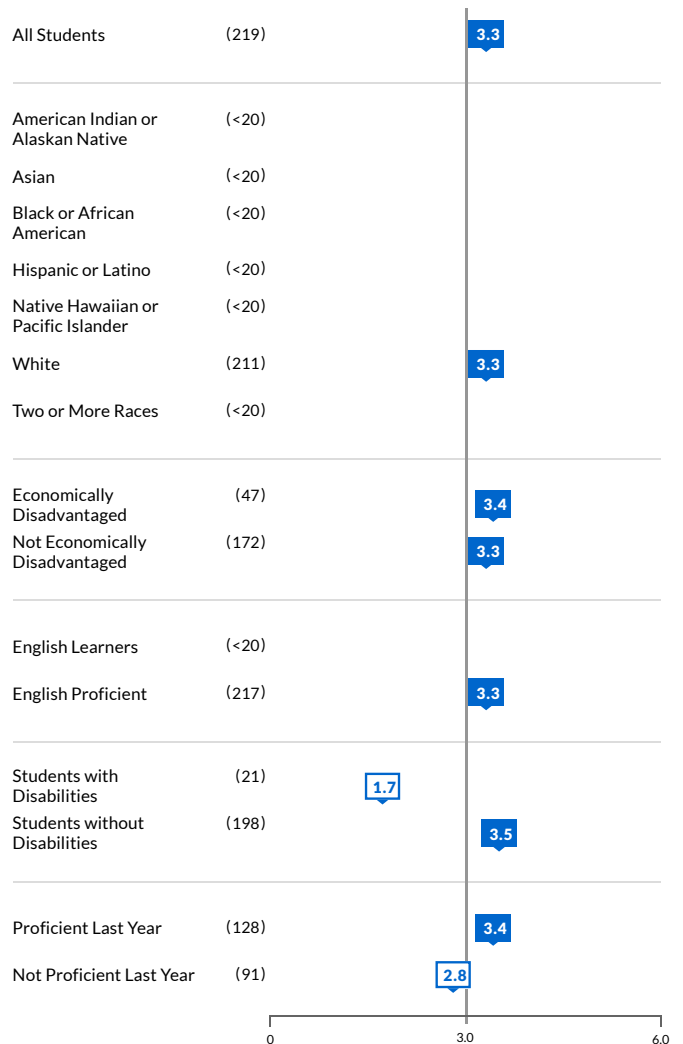 All Students (219) 3.3
American Indian or (<20)
Alaskan Native
Asian (<20)
Black or African (<20)
American
Hispanic or Latino (<20)
Native Hawaiian or (<20)
Pacific Islander
White (211) 3.3
Two or More Races (<20)
Economically (47) 3.4
Disadvantaged
Not Economically (172) 3.3
Disadvantaged
English Learners (<20)
English Proficient (217) 3.3
Students with (21) 1.7
Disabilities
Students without (198) 3.5
Disabilities
Proficient Last Year (128) 3.4
Not Proficient Last Year (91) 2.8
0 3.0 6.0